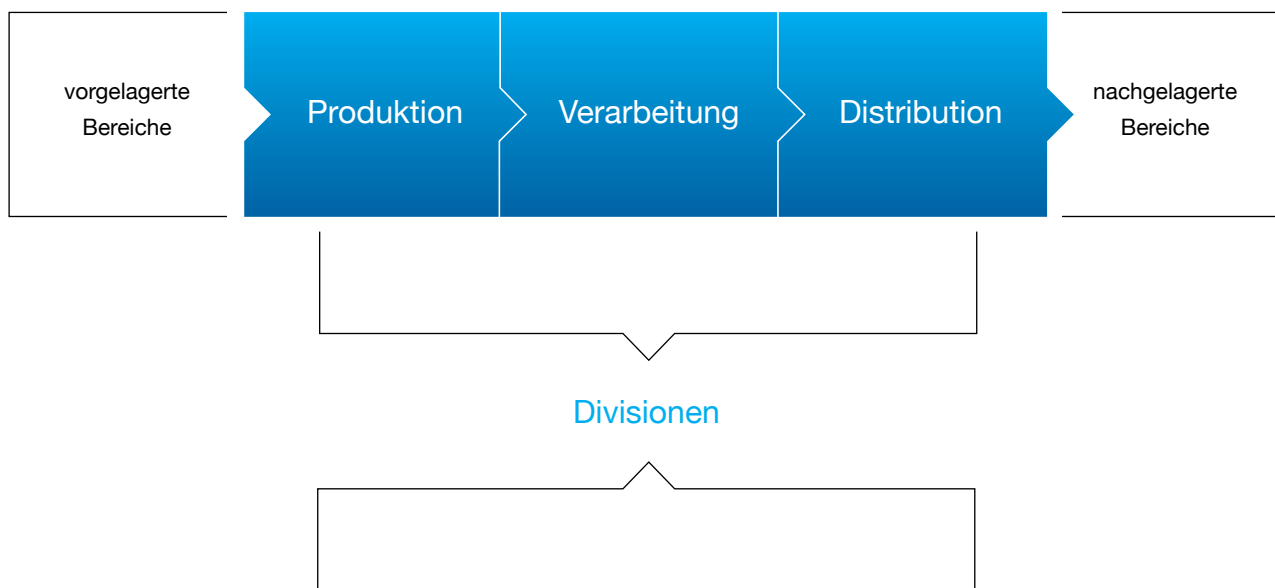 vorgelagerte
Bereiche
Produktion
Verarbeitung
Distribution
nachgelagerte
Bereiche
Divisionen